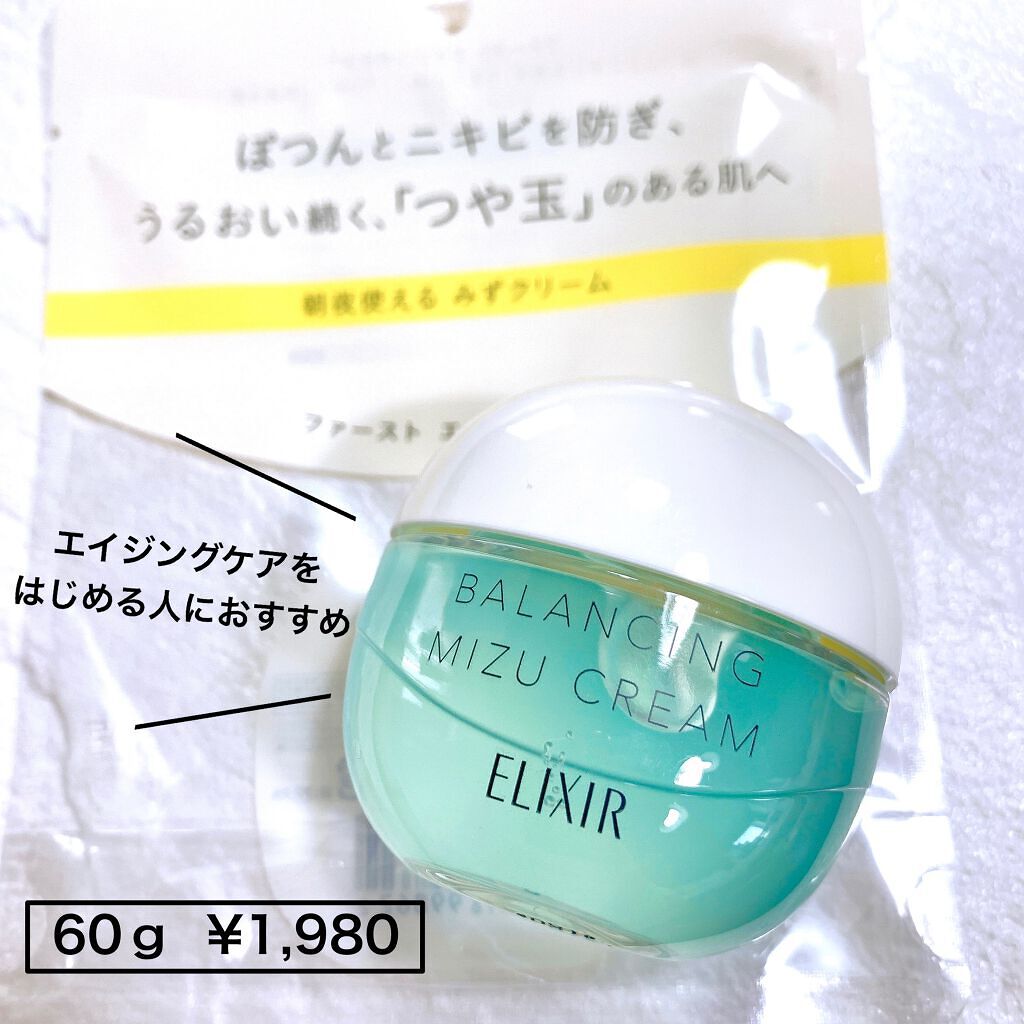 ぽつんとニキビを防ぎ、
うるおい続く、「つや玉」のある肌へ
朝夜使える みずクリーム
ファースト エ
エイジングケアを
はじめる人におすすめ
BALANCING
MIZU CREAM
ELIXIR
60g ¥1,980